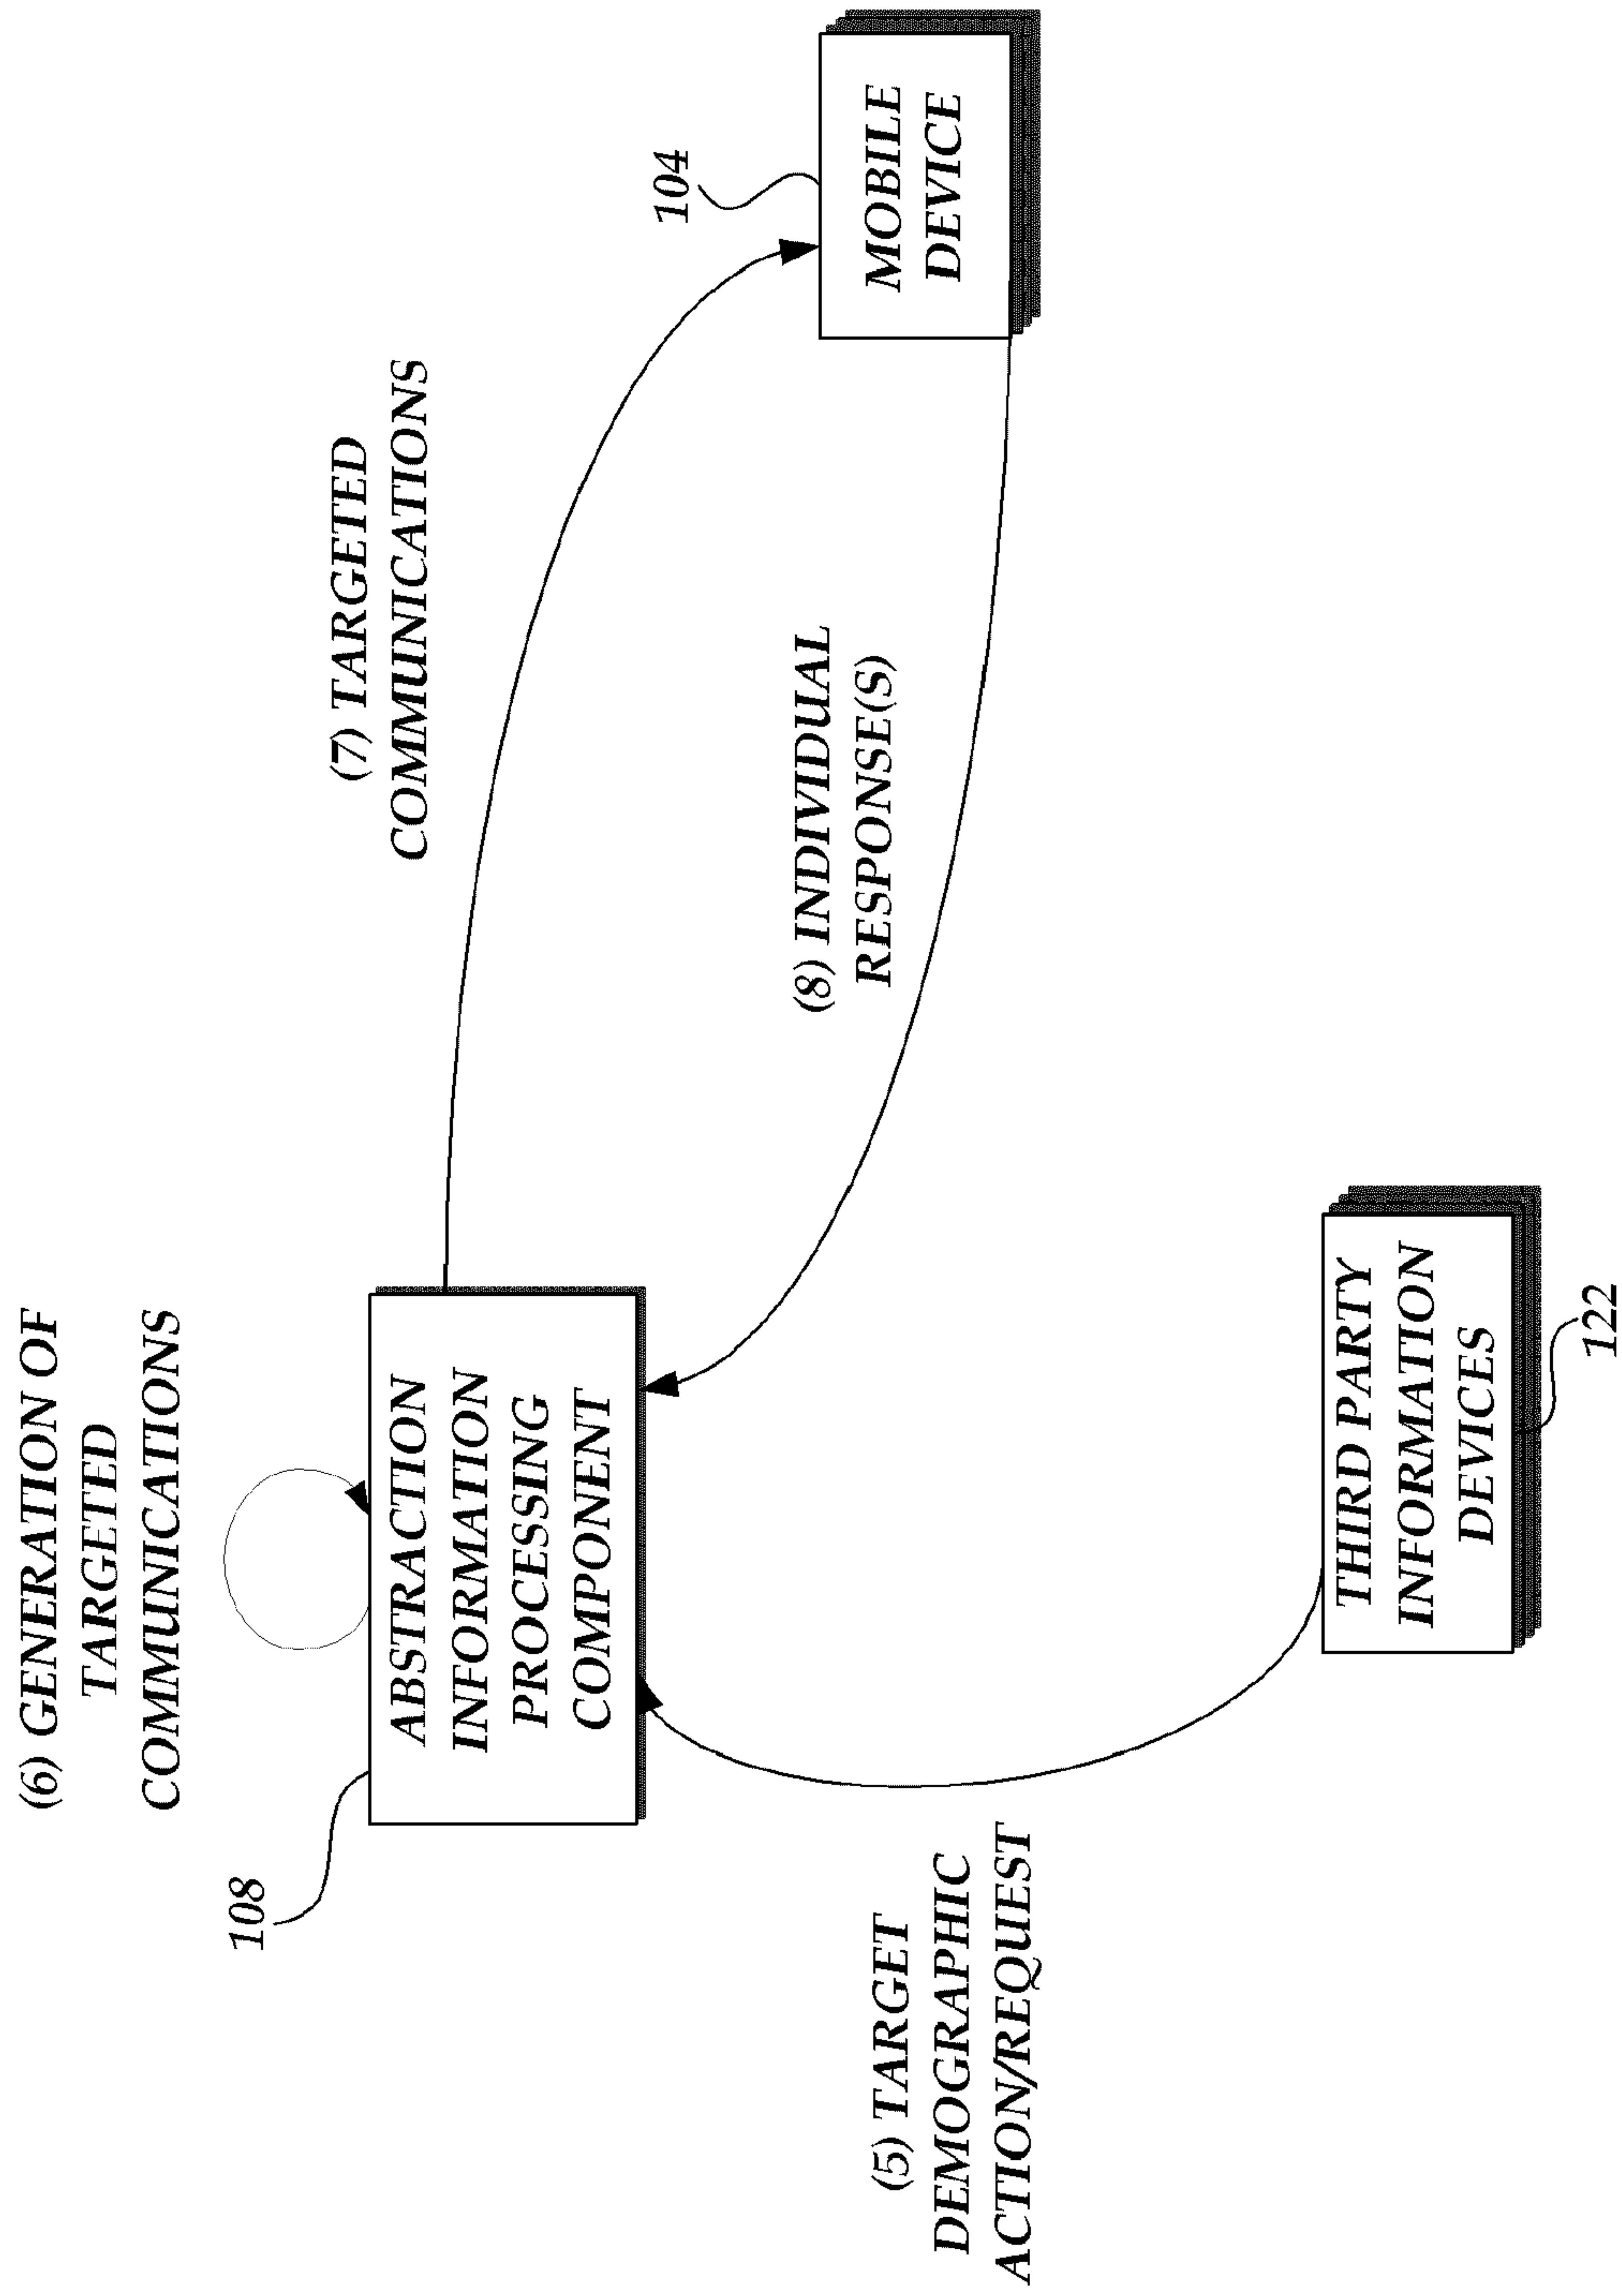 (6) GENERATION OF
TARGETED
COMMUNICATIONS
108
ABSTRACTION
INFORMATION
PROCESSING
COMPONENT
(7) TARGETED
COMMUNICATIONS
104
MOBILE
DEVICE
(8) INDIVIDUAL
RESPONSE(S)
(5) TARGET
DEMOGRAPHIC
ACTION/REQUEST
THIRD PARTY
INFORMATION
DEVICES
122